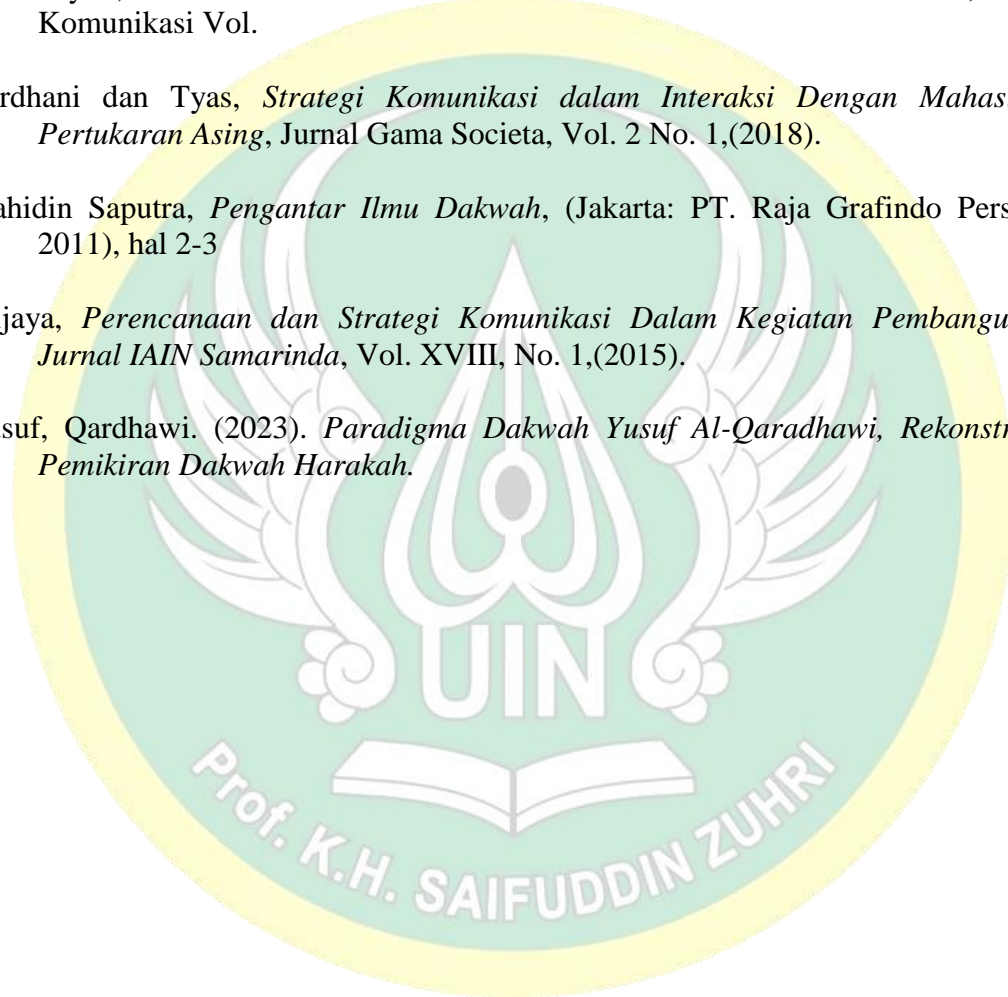 Komunikasi Vol.
rdhani dan Tyas, Strategi Komunikasi dalam Interaksi Dengan Mahas
Pertukaran Asing, Jurnal Gama Societa, Vol. 2 No. 1,(2018).
ahidin Saputra, Pengantar Ilmu Dakwah, (Jakarta: PT. Raja Grafindo Pers
2011), hal 2-3
jaya, Perencanaan dan Strategi Komunikasi Dalam Kegiatan Pembangu
Jurnal IAIN Samarinda, Vol. XVIII, No. 1,(2015).
suf, Qardhawi. (2023). Paradigma Dakwah Yusuf Al-Qaradhawi, Rekonstr
Pemikiran Dakwah Harakah.
UIN
Prof. K.H. SAIFUDDIN ZUHRI